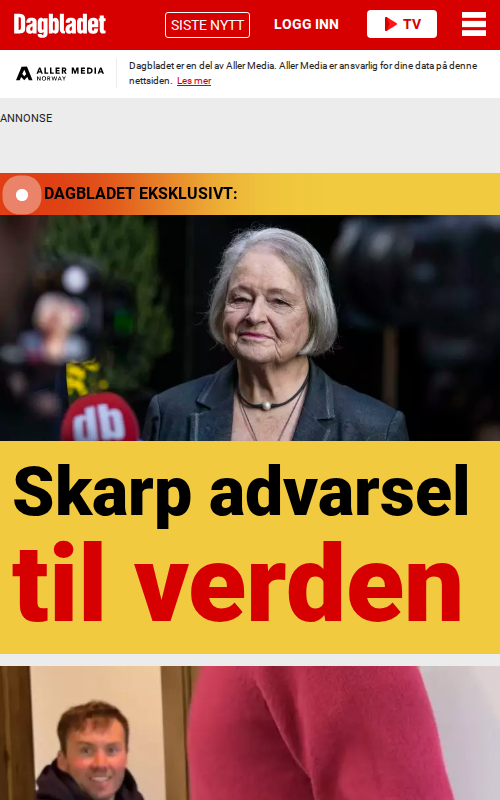 Dagbladet
SISTE NYTT
LOGG INN
TV
ALLER MEDIA
NORWAY
Dagbladet er en del av Aller Media. Aller Media er ansvarlig for dine data på denne
nettsiden. Les mer
ANNONSE
DAGBLADET EKSKLUSIVT:
db
Skarp advarsel
til verden